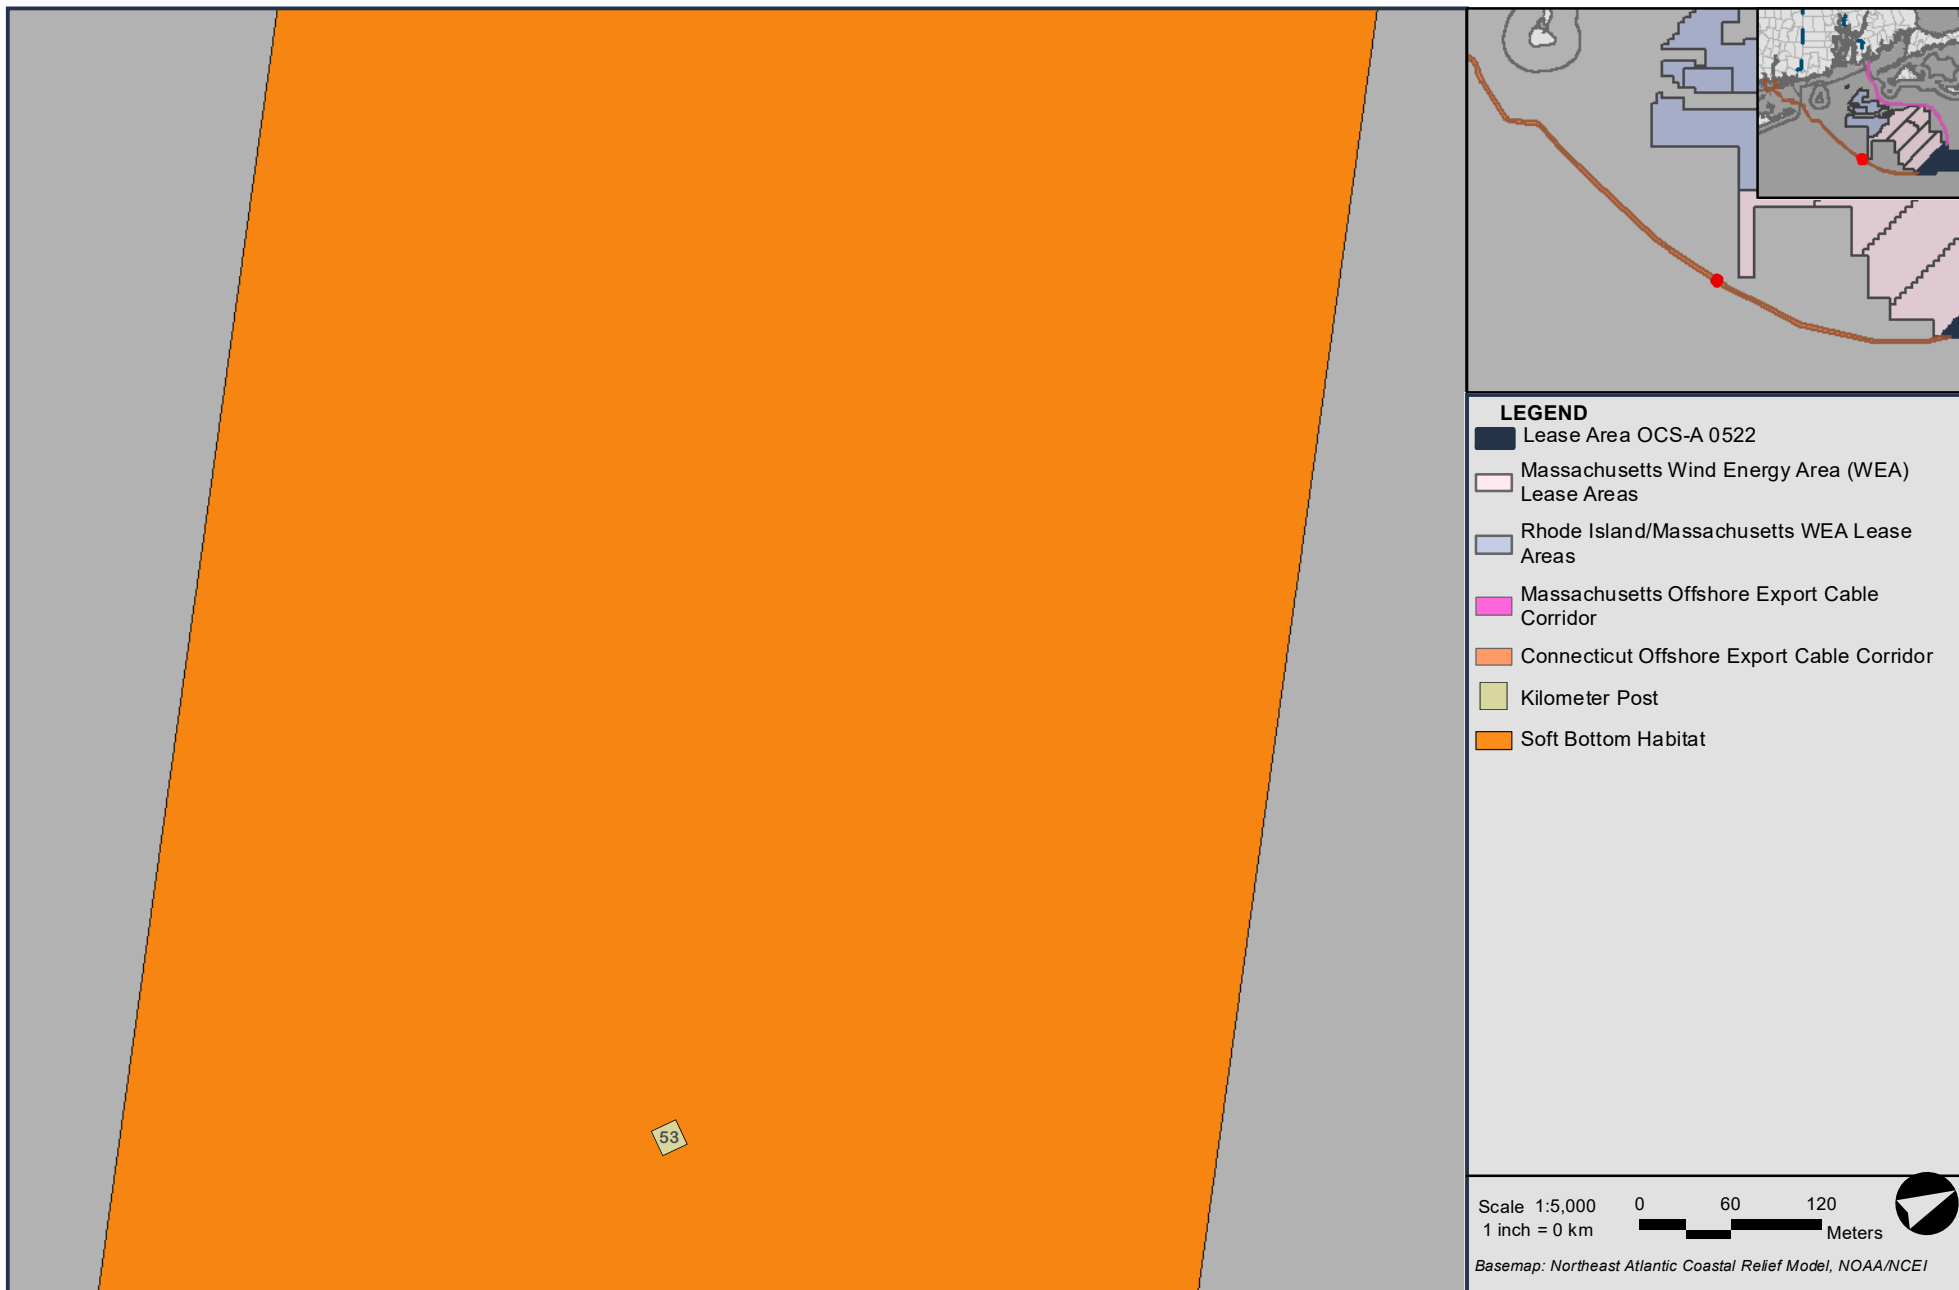 LEGEND
Lease Area OCS-A 0522
Massachusetts Wind Energy Area (WEA)
Lease Areas
Rhode Island/Massachusetts WEA Lease
Areas
Massachusetts Offshore Export Cable
Corridor
Connecticut Offshore Export Cable Corridor
Kilometer Post
Soft Bottom Habitat
53
Scale 1:5,000
1 inch = 0 km
0 60 120
Meters
Basemap: Northeast Atlantic Coastal Relief Model, NOAA/NCEI